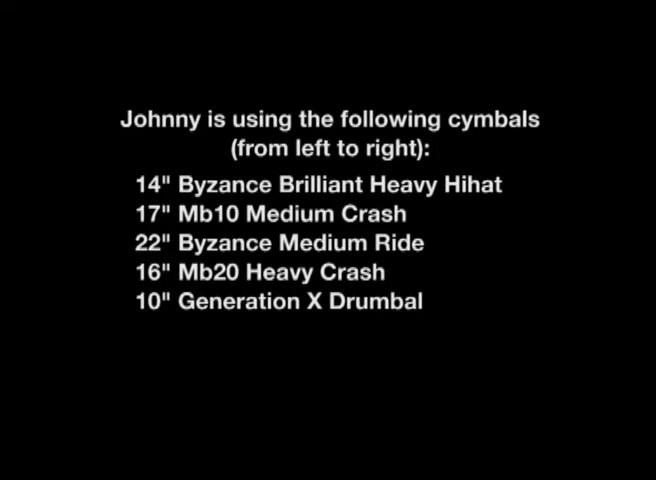 Johnny is using the following cymbals
(from left to right):
14" Byzance Brilliant Heavy Hihat
17" Mb10 Medium Crash
22" Byzance Medium Ride
16" Mb20 Heavy Crash
10" Generation X Drumbal